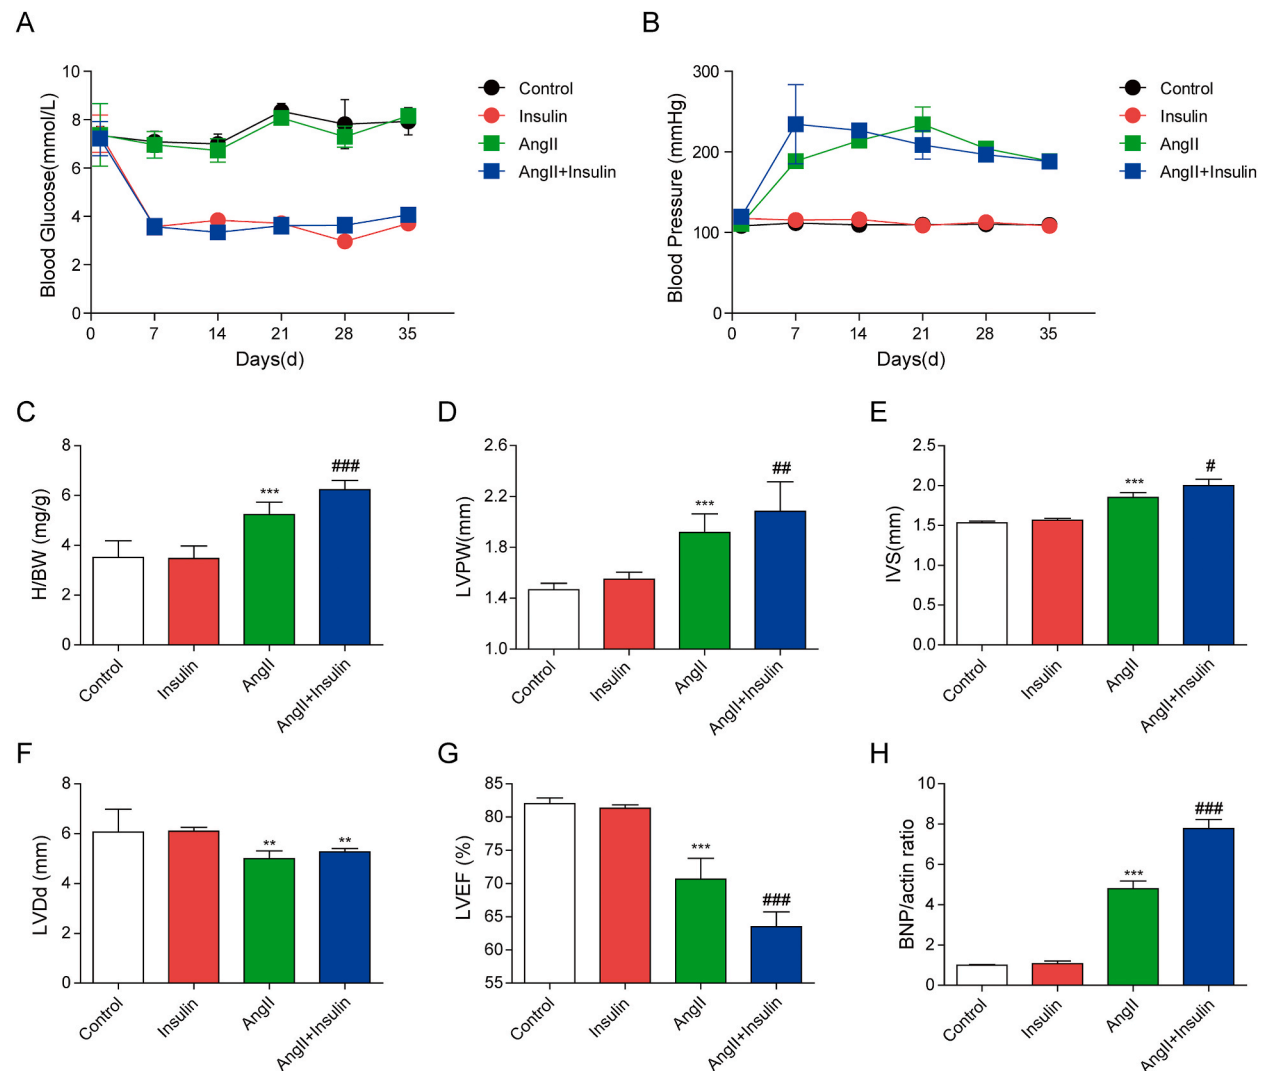 A
Blood Glucose(mmol/L)
10
8
6
4
2
0
0 7 14 21 28 35
Days(d)
Control
Insulin
AngII
AngII+Insulin
B
Blood Pressure (mmHg)
300
200
100
0
0 7 14 21 28 35
Days(d)
Control
Insulin
AngII
AngII+Insulin
C
H/BW (mg/g)
8
6
4
2
0
***
###
Control
Insulin
AngII
AngII+Insulin
D
LVPW(mm)
2.6
2.2
1.8
1.4
1.0
***
##
Control
Insulin
AngII
AngII+Insulin
E
IVS(mm)
2.5
2.0
1.5
1.0
0.5
0.0
***
#
Control
Insulin
AngII
AngII+Insulin
F
LVDd (mm)
8
6
4
2
0
**
**
Control
Insulin
AngII
AngII+Insulin
G
LVEF (%)
85
80
75
70
65
60
55
***
###
Control
Insulin
AngII
AngII+Insulin
H
BNP/actin ratio
10
8
6
4
2
0
***
###
Control
Insulin
AngII
AngII+Insulin